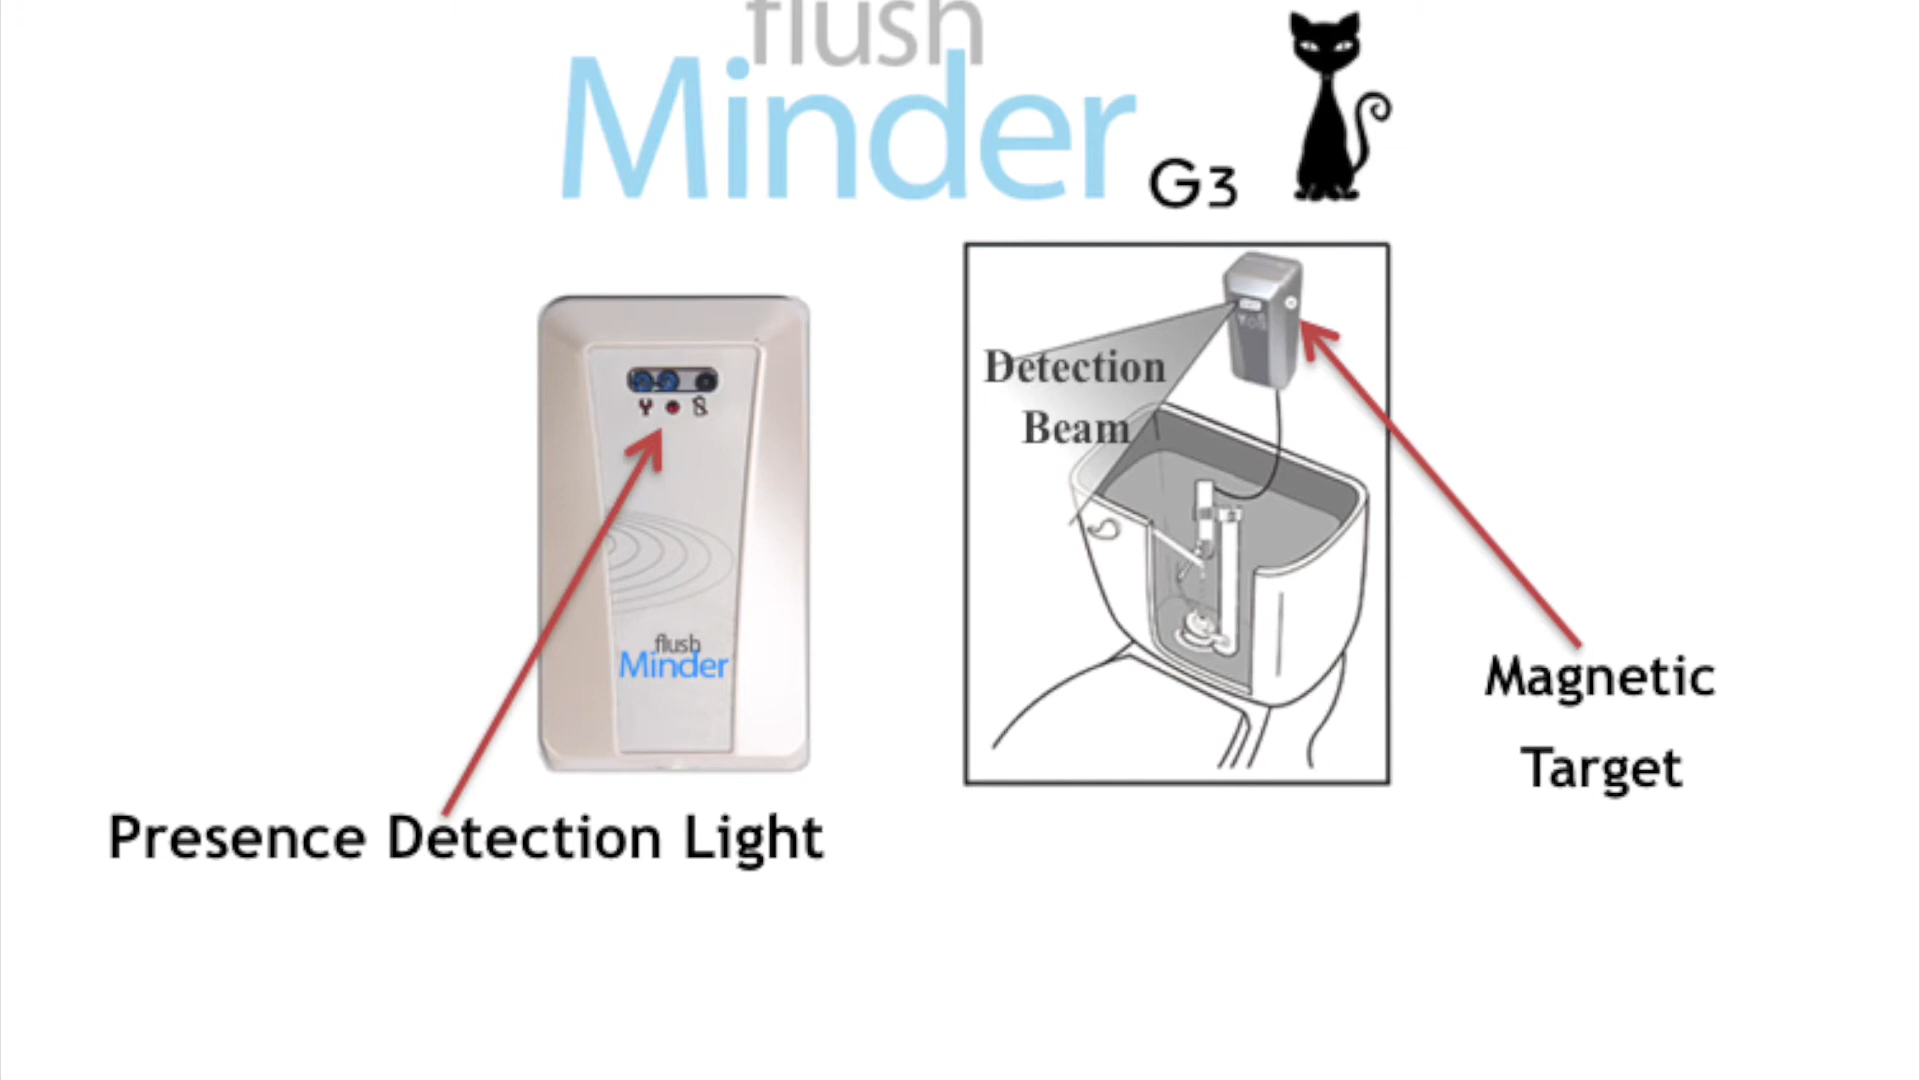 flush
Minder G3
Detection
Beam
flush
Minder
Magnetic
Target
Presence Detection Light